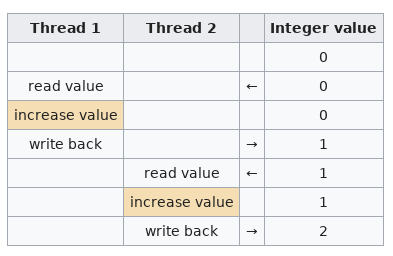 Thread 1 Thread 2 Integer value
0
read value ← 0
increase value 0
write back → 1
read value ← 1
increase value 1
write back → 2